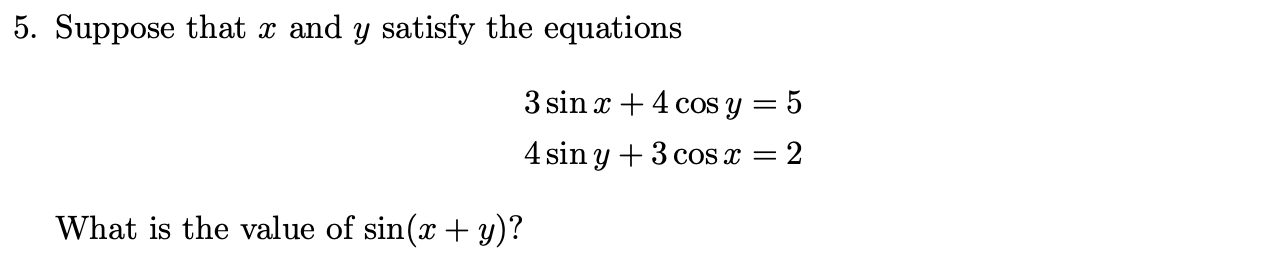 5. Suppose that x and y satisfy the equations
3 sin x + 4 cos y = 5
4 sin y + 3 cos x = 2
What is the value of sin(x + y)?